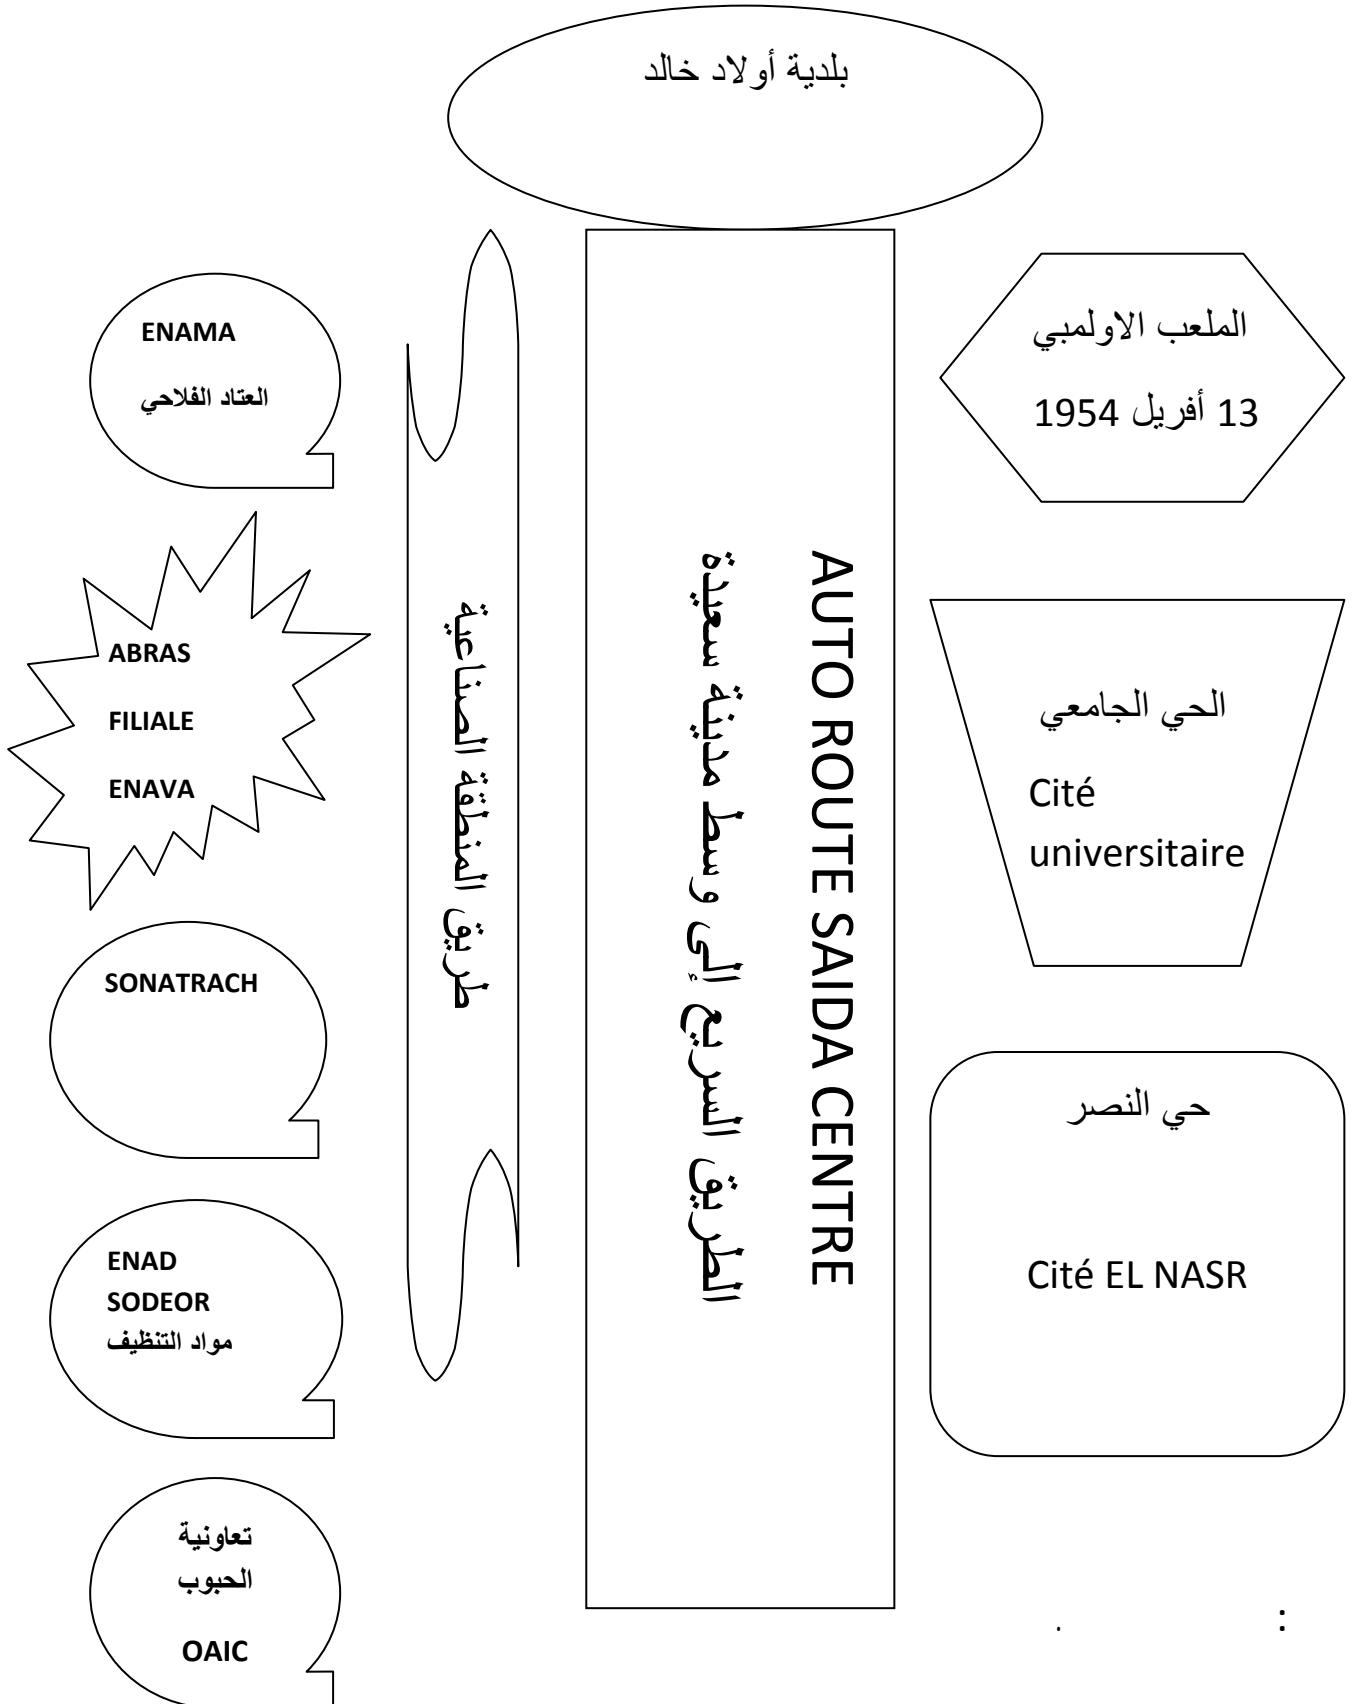 بلدية أولاد خالد
الملعب الاولمبي
13 أفريل 1954
ENAMA
العتاد الفلاحي
AUTO ROUTE SAIDA CENTRE
الطريق السريع إلى وسط مدينة سعيدة
طريق المنطقة الصناعية
ABRAS
FILIALE
ENAVA
الحي الجامعي
Cité
universitaire
SONATRACH
حي النصر
Cité EL NASR
ENAD
SODEOR
مواد التنظيف
تعاونية
الحبوب
OAIC
. :